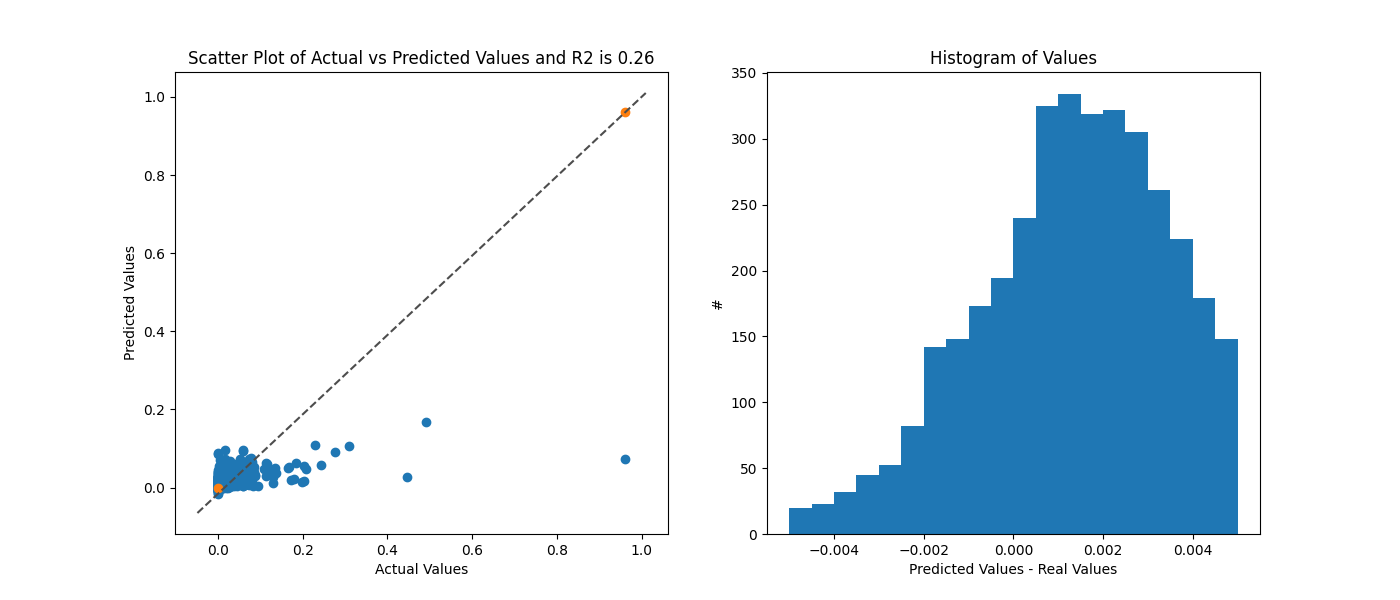 Scatter Plot of Actual vs Predicted Values and R2 is 0.26
1.0
0.8
0.6
0.4
0.2
0.0
Predicted Values
0.0 0.2 0.4 0.6 0.8 1.0
Actual Values
Histogram of Values
350
300
250
200
150
100
50
0
#
−0.004 −0.002 0.000 0.002 0.004
Predicted Values - Real Values